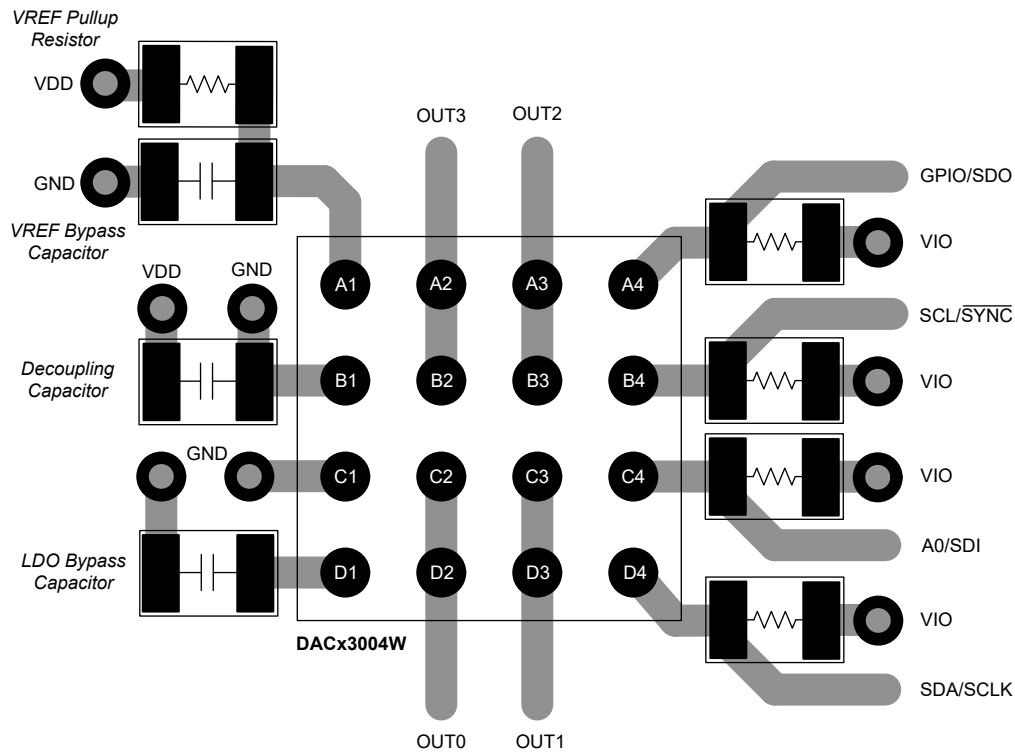 VREF Pullup
Resistor
VDD
GND
VREF Bypass
Capacitor
OUT3
OUT2
GPIO/SDO
VIO
VDD
GND
A1
A2
A3
A4
SCL/SYNC
Decoupling
Capacitor
B1
B2
B3
B4
VIO
GND
C1
C2
C3
C4
VIO
A0/SDI
LDO Bypass
Capacitor
D1
D2
D3
D4
VIO
DACx3004W
SDA/SCLK
OUT0
OUT1